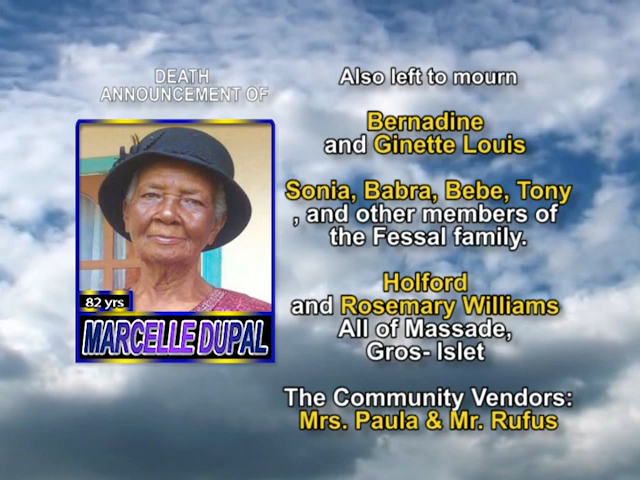 DEATH
ANNOUNCEMENT OF
82 yrs
MARCELLE DUPAL
Also left to mourn
Bernadine
and Ginette Louis
Sonia, Babra, Bebe, Tony
, and other members of
the Fessal family.
Holford
and Rosemary Williams
All of Massade,
Gros- Islet
The Community Vendors:
Mrs. Paula & Mr. Rufus